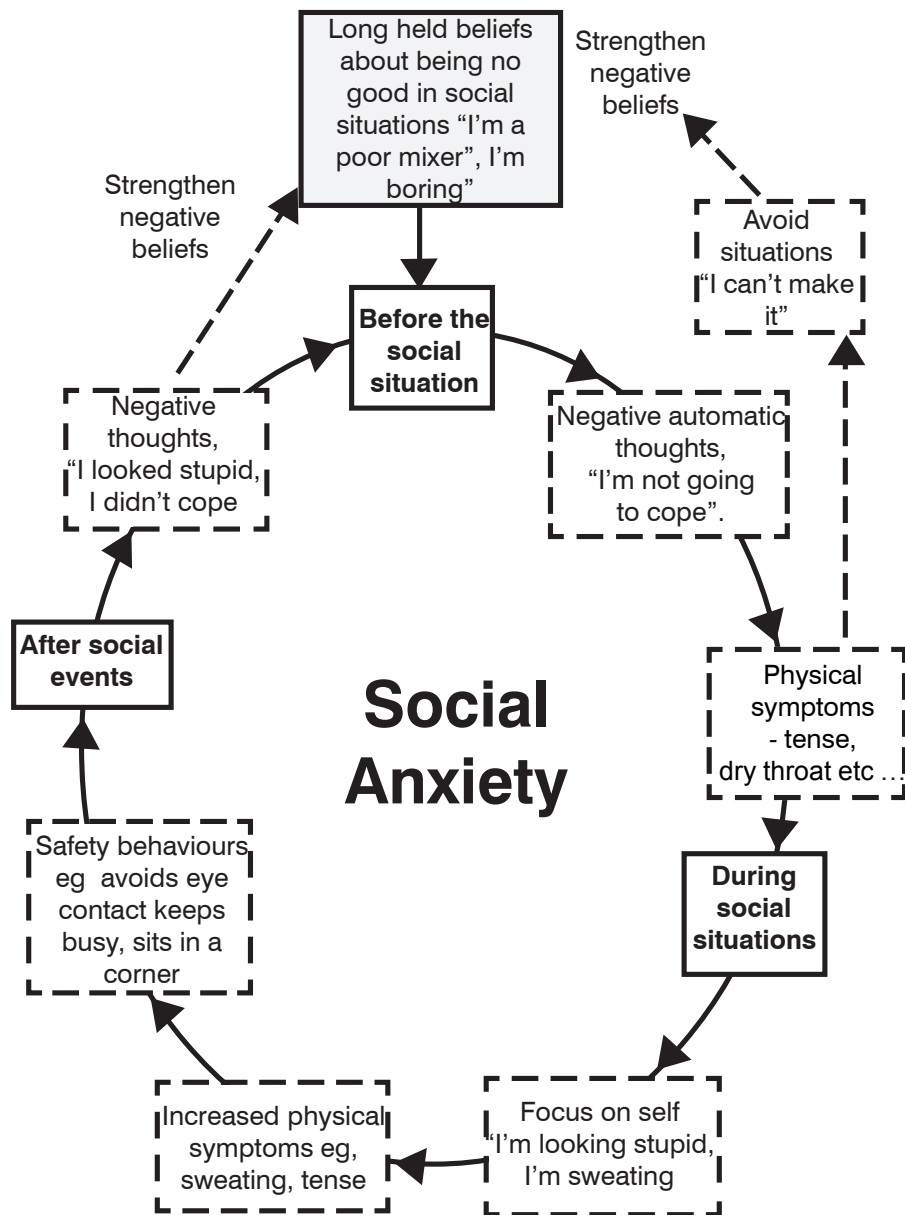 Long held beliefs
about being no
good in social
situations “I’m a
poor mixer”, I’m
boring”
Strengthen
negative
beliefs
Strengthen
negative
beliefs
Avoid
situations
“I can’t make
it”
Before the
social
situation
Negative automatic
thoughts,
“I’m not going
to cope”.
Negative
thoughts,
“I looked stupid,
I didn’t cope
After social
events
Social
Anxiety
Physical
symptoms
- tense,
dry throat etc …
During
social
situations
Safety behaviours
eg  avoids eye
contact keeps
busy, sits in a
corner
Increased physical
symptoms eg,
sweating, tense
Focus on self
“I’m looking stupid,
I’m sweating